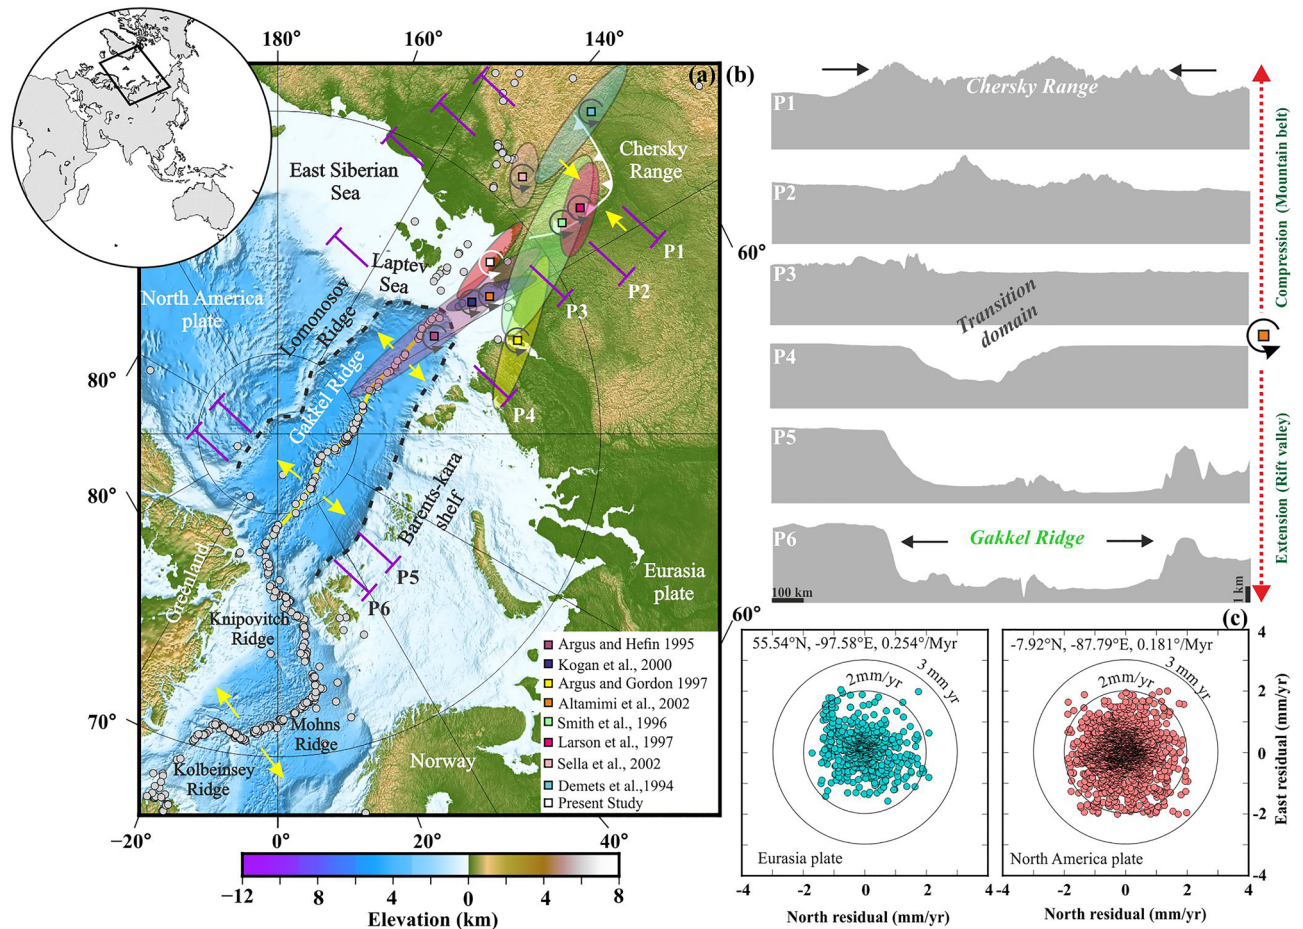 180°
160°
140°
(a)
East Siberian
Sea
Chersky
Range
60°
Laptev
Sea
North America
plate
Lomonosov
Ridge
P1
P2
P3
P4
80°
Gakkel Ridge
80°
Barents-kara
shelf
P5
P6
Eurasia
plate
60°
Greenland
Knipovitch
Ridge
Mohns
Ridge
70°
Kolbeinsey
Ridge
Norway
Argus and Hefin 1995
Kogan et al., 2000
Argus and Gordon 1997
Altamimi et al., 2002
Smith et al., 1996
Larson et al., 1997
Sella et al., 2002
Demets et al.,1994
Present Study
−20
0°
20°
40
−12
8
4
0
4
8
Elevation (km)
(b)
P1
Chersky Range
P2
P3
Transition
domain
P4
P5
P6
Gakkel Ridge
100 km
1 km
Compression (Mountain belt)
Extension (Rift valley)
(c)
55.54°N, -97.58°E, 0.254°/Myr
3 mm/yr
2mm/yr
Eurasia plate
-4
-2
0
2
4
North residual (mm/yr)
-7.92°N, -87.79°E, 0.181°/Myr
3 mm yr
2mm/yr
North America plate
-2
0
2
4
North residual (mm/yr)
4
2
0
-2
-4
East residual (mm/yr)